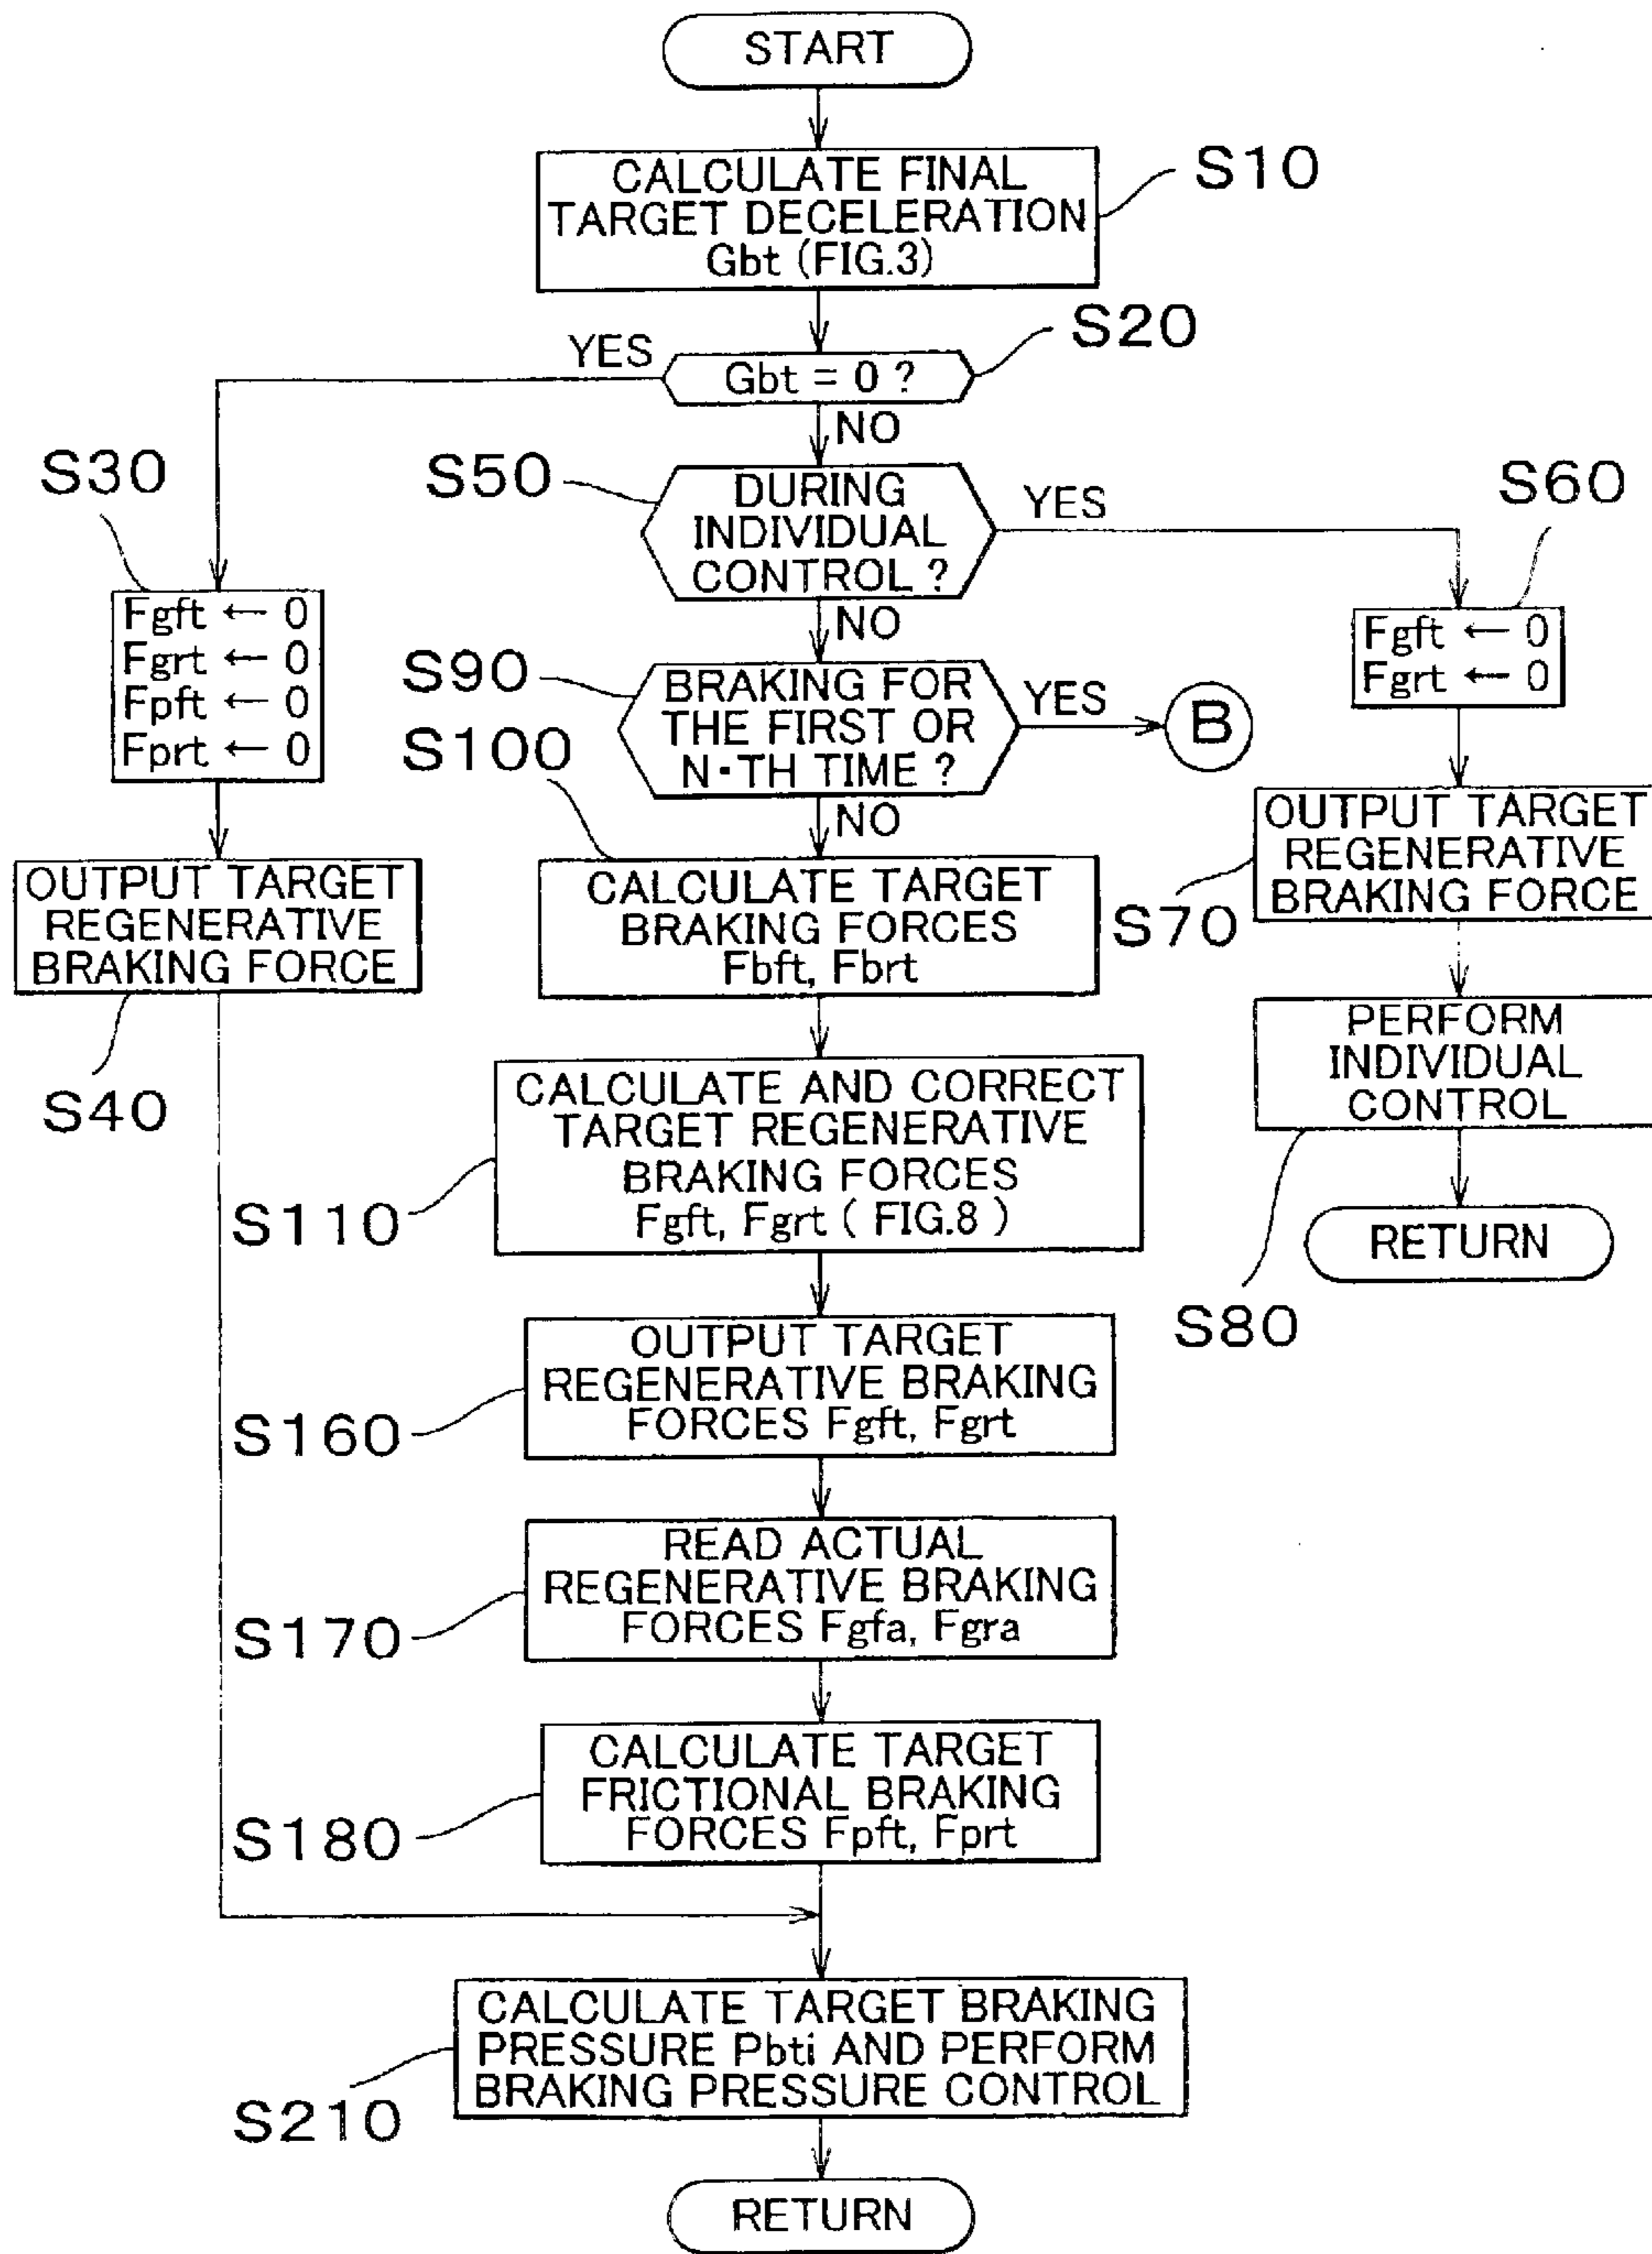 START
CALCULATE FINAL
TARGET DECELERATION
Gbt (FIG.3)
S10
YES
Gbt = 0 ?
S20
NO
S30
Fgft ← 0
Fgrt ← 0
Fpft ← 0
Fprt ← 0
S50
DURING
INDIVIDUAL
CONTROL ?
YES
NO
S60
Fgft ← 0
Fgrt ← 0
S90
BRAKING FOR
THE FIRST OR
N·TH TIME ?
YES
B
NO
S100
OUTPUT TARGET
REGENERATIVE
BRAKING FORCE
S40
CALCULATE TARGET
BRAKING FORCES
Fbft, Fbrt
OUTPUT TARGET
REGENERATIVE
BRAKING FORCE
S70
PERFORM
INDIVIDUAL
CONTROL
S80
RETURN
CALCULATE AND CORRECT
TARGET REGENERATIVE
BRAKING FORCES
Fgft, Fgrt ( FIG.8 )
S110
OUTPUT TARGET
REGENERATIVE BRAKING
FORCES Fgft, Fgrt
S160
READ ACTUAL
REGENERATIVE BRAKING
FORCES Fgfa, Fgra
S170
CALCULATE TARGET
FRICTIONAL BRAKING
FORCES Fpft, Fprt
S180
CALCULATE TARGET BRAKING
PRESSURE Pbti AND PERFORM
BRAKING PRESSURE CONTROL
S210
RETURN